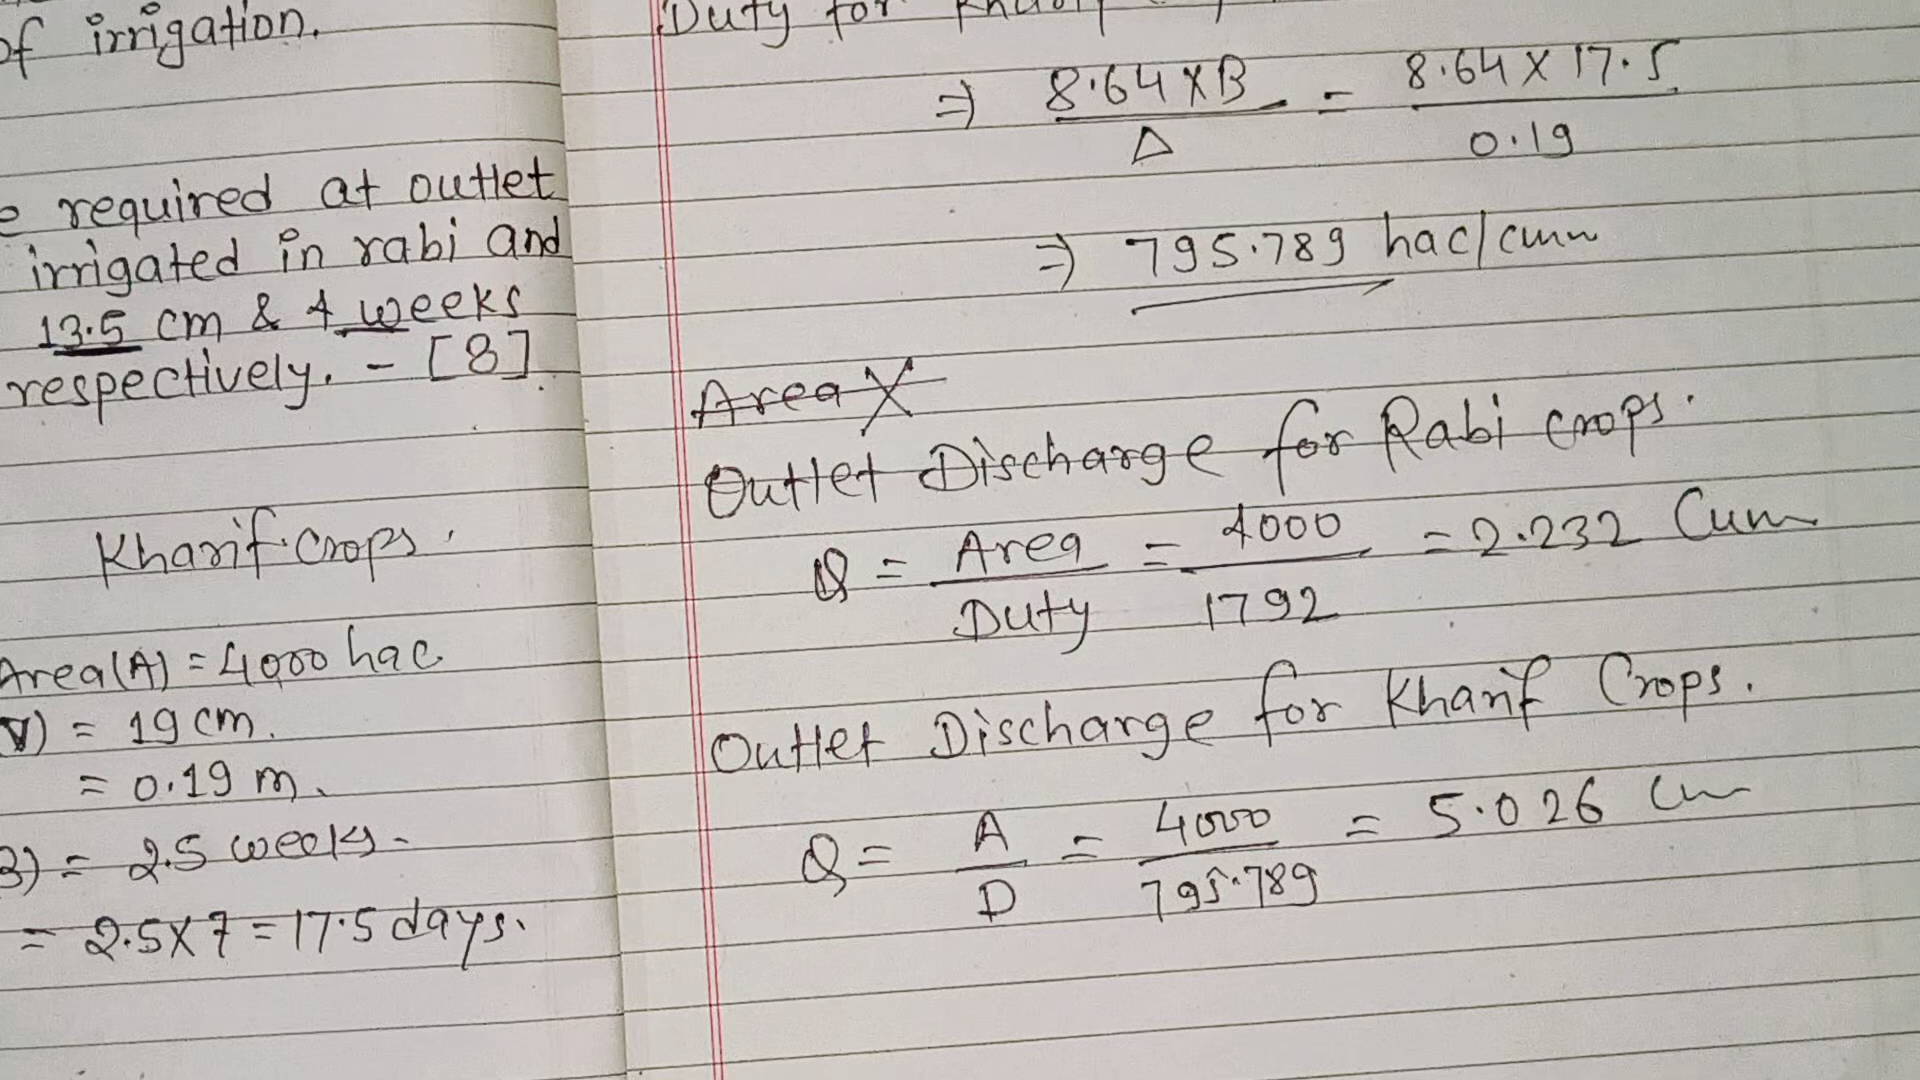 of irrigation.
required at outlet
irrigated in rabi and
13.5 cm & 4 weeks
respectively. - [8]
Kharif Crops.
Area(A) = 4000 hac
= 19 cm.
= 0.19 m.
= 2.5 weeks.
= 2.5 x 7 = 17.5 days.
Duty for
⇒ 8.64 X B / Δ = 8.64 X 17.5 / 0.19
⇒ 795.789 hac/cum
Area X
Outlet Discharge for Rabi crops.
Q = Area / Duty = 4000 / 1792 = 2.232 Cum
Outlet Discharge for Kharif Crops.
Q = A / D = 4000 / 795.789 = 5.026